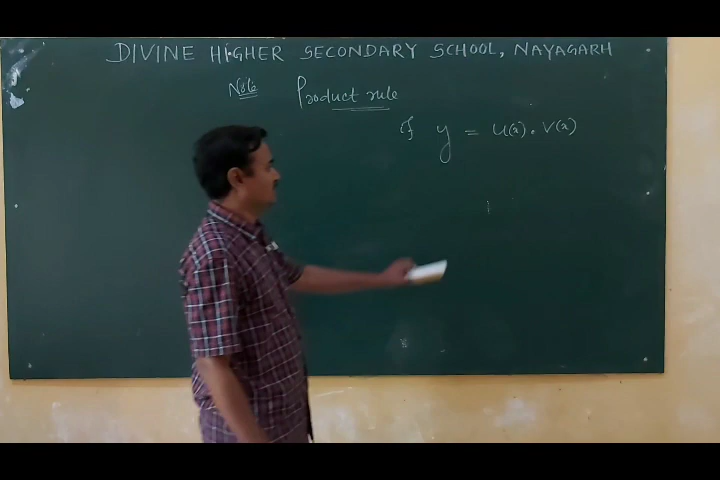 DIVINE HIGHER SECONDARY SCHOOL, NAYAGARH
Note Product rule
If y = u(x). v(x)